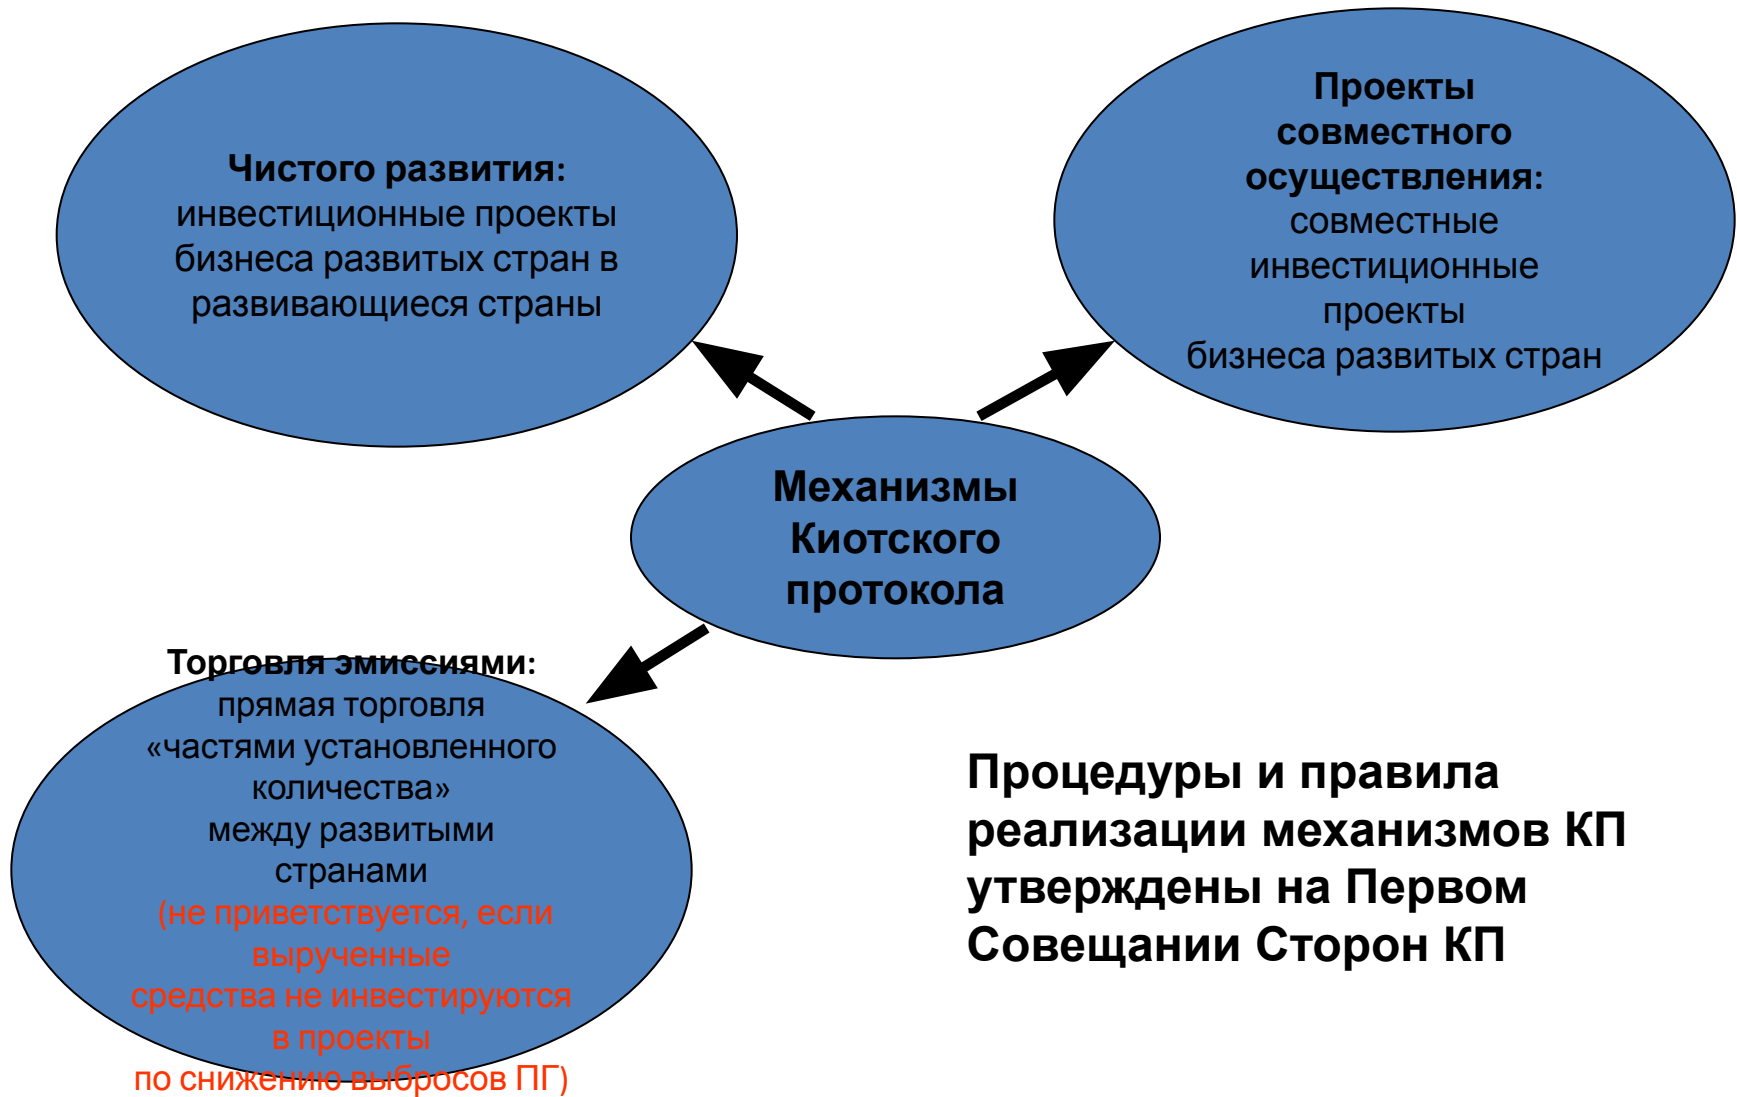 Чистого развития:
инвестиционные проекты
бизнеса развитых стран в
развивающиеся страны
Проекты
совместного
осуществления:
совместные
инвестиционные
проекты
бизнеса развитых стран
Механизмы
Киотского
протокола
Торговля эмиссиями:
прямая торговля
«частями установленного
количества»
между развитыми
странами
(не приветствуется, если
вырученные
средства не инвестируются
в проекты
по снижению выбросов ПГ)
Процедуры и правила
реализации механизмов КП
утверждены на Первом
Совещании Сторон КП